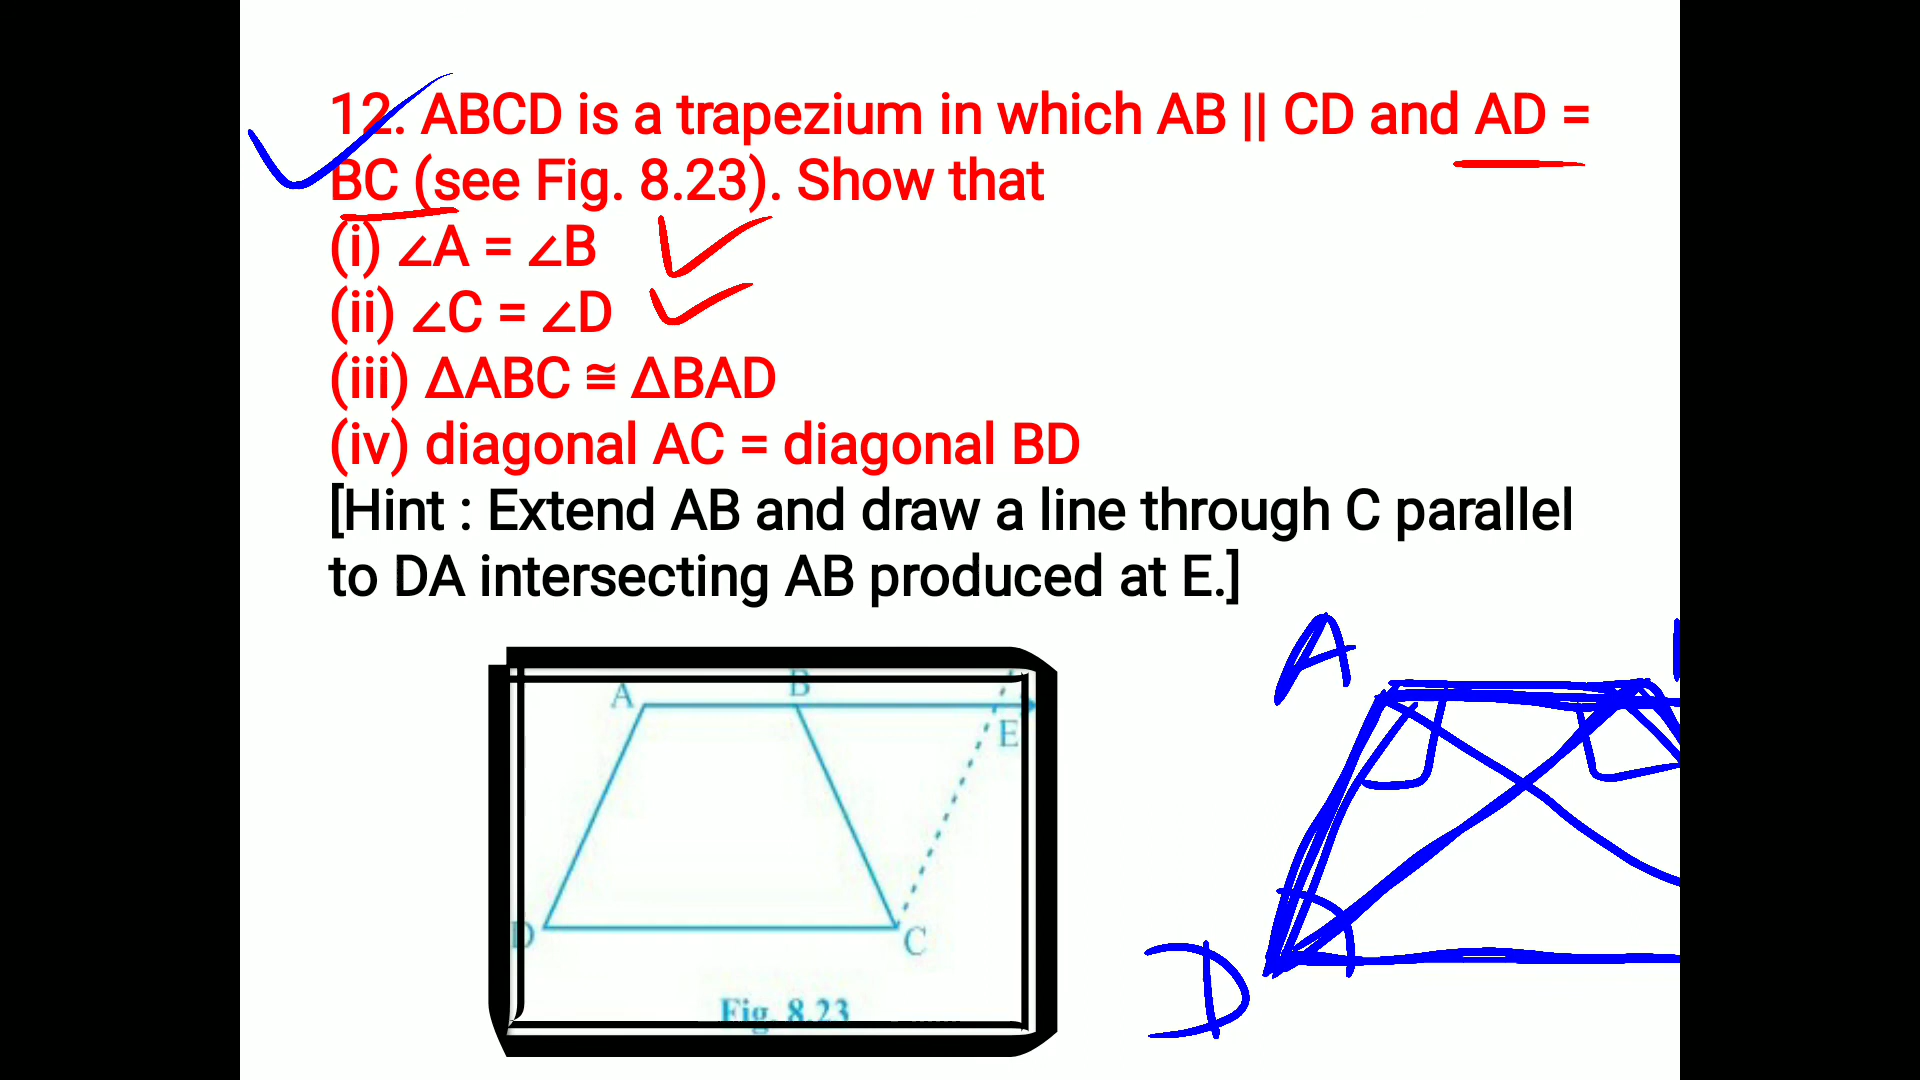 12. ABCD is a trapezium in which AB || CD and AD =
BC (see Fig. 8.23). Show that
(i) ∠A = ∠B
(ii) ∠C = ∠D
(iii) ΔABC ≅ ΔBAD
(iv) diagonal AC = diagonal BD
[Hint : Extend AB and draw a line through C parallel
to DA intersecting AB produced at E.]
A B
E
D C
Fig. 8.23
A
D